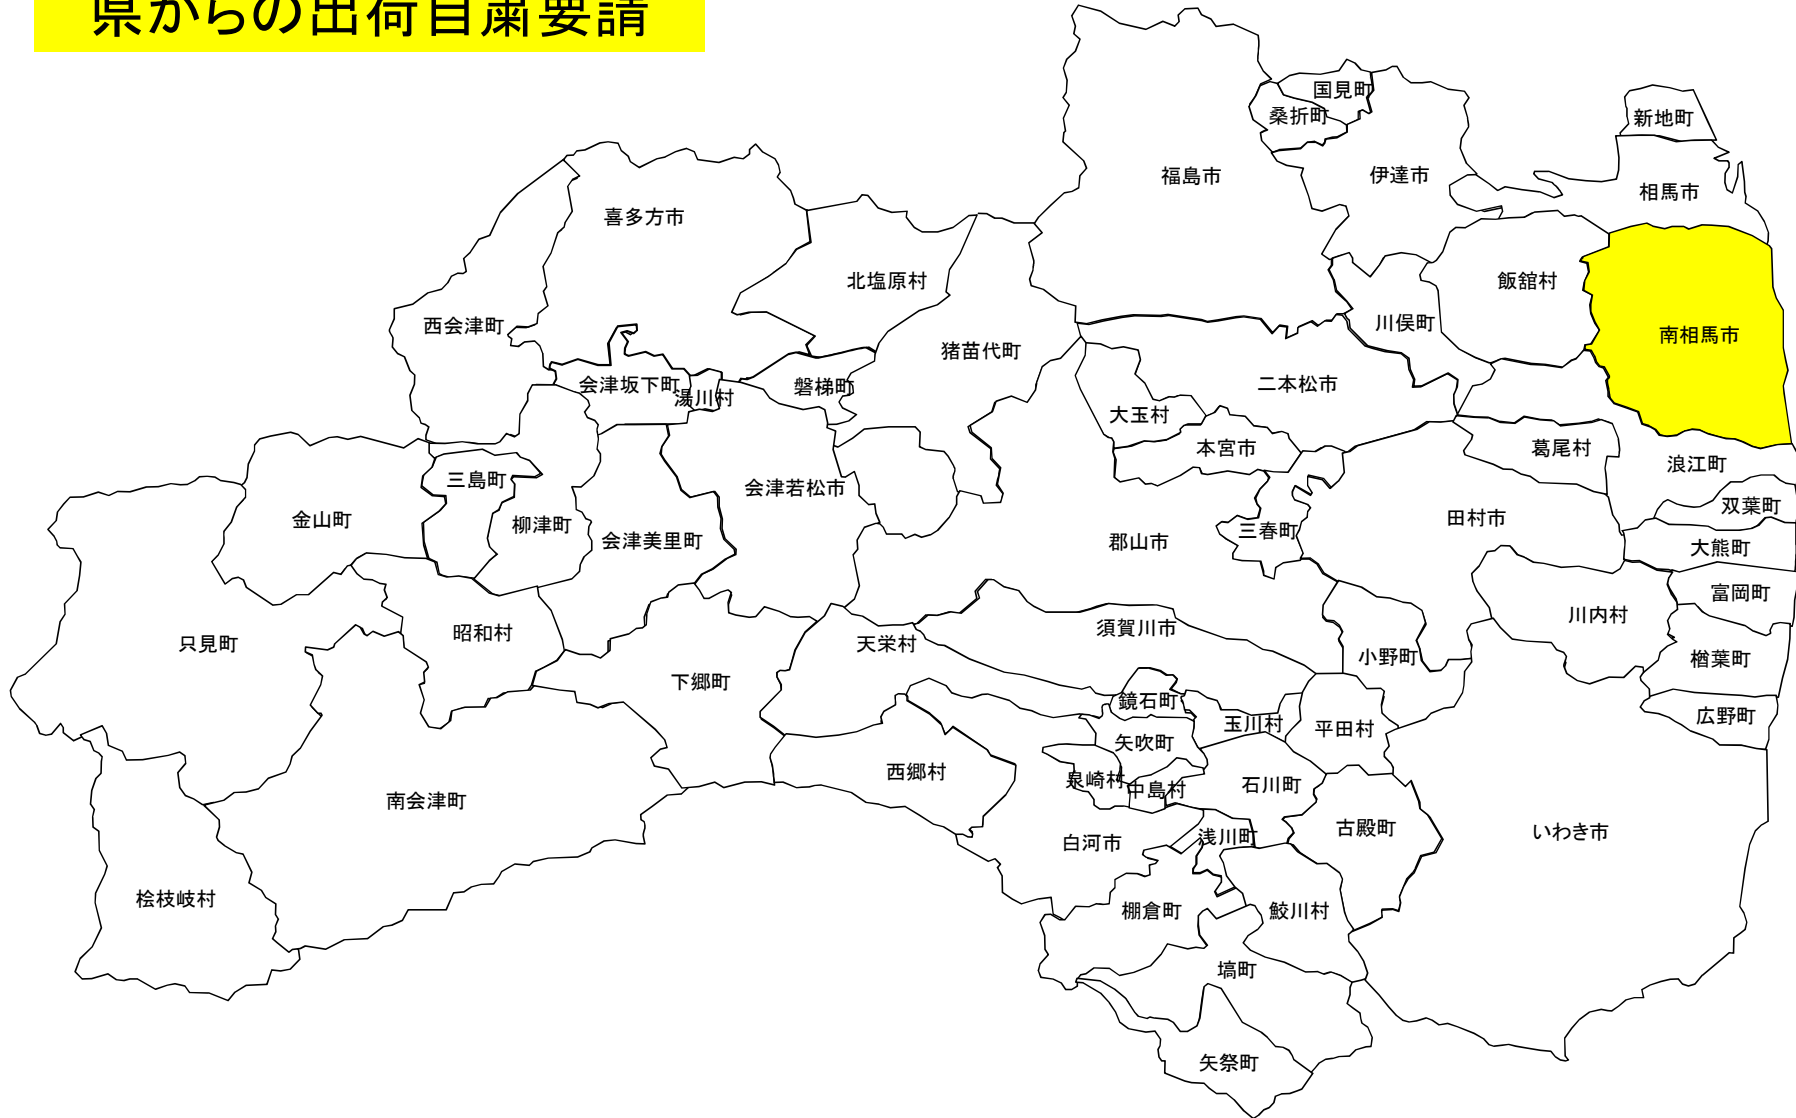 県からの出荷自粛要請
国見町
桑折町
新地町
福島市
伊達市
相馬市
喜多方市
北塩原村
飯舘村
西会津町
猪苗代町
川俣町
南相馬市
会津坂下町
湯川村
磐梯町
二本松市
大玉村
本宮市
葛尾村
浪江町
三島町
会津若松市
双葉町
金山町
柳津町
会津美里町
郡山市
三春町
田村市
大熊町
富岡町
川内村
只見町
昭和村
天栄村
須賀川市
小野町
楢葉町
下郷町
鏡石町
玉川村
平田村
広野町
矢吹町
西郷村
泉崎村
中島村
石川町
南会津町
白河市
浅川町
古殿町
いわき市
桧枝岐村
棚倉町
鮫川村
塙町
矢祭町